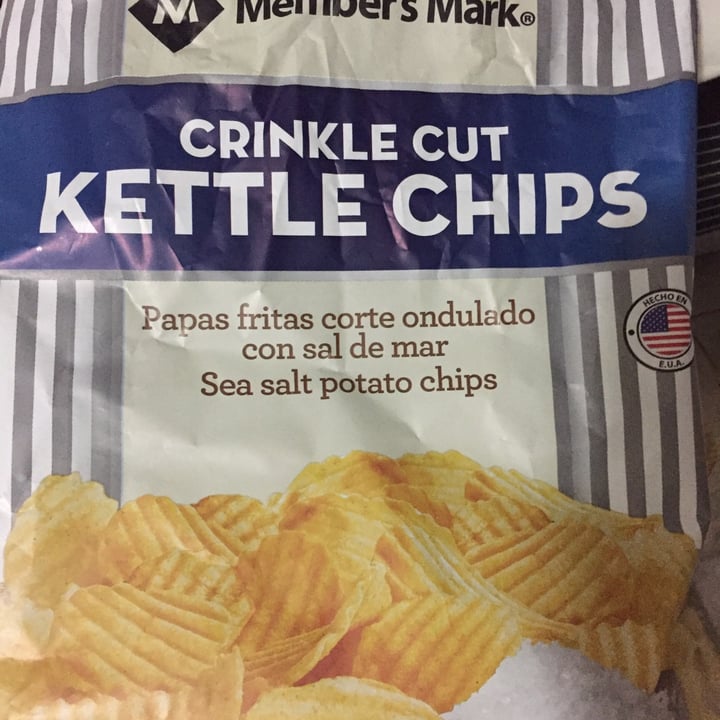 M
Member's Mark®
CRINKLE CUT
KETTLE CHIPS
Papas fritas corte ondulado
con sal de mar
Sea salt potato chips
HECHO EN
E.U.A.